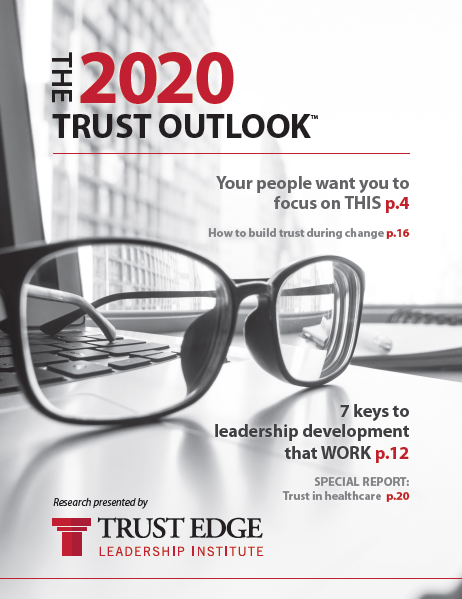 THE 2020
TRUST OUTLOOK™
Your people want you to
focus on THIS p.4
How to build trust during change p.16
7 keys to
leadership development
that WORK p.12
SPECIAL REPORT:
Trust in healthcare p.20
Research presented by
TRUST EDGE
LEADERSHIP INSTITUTE